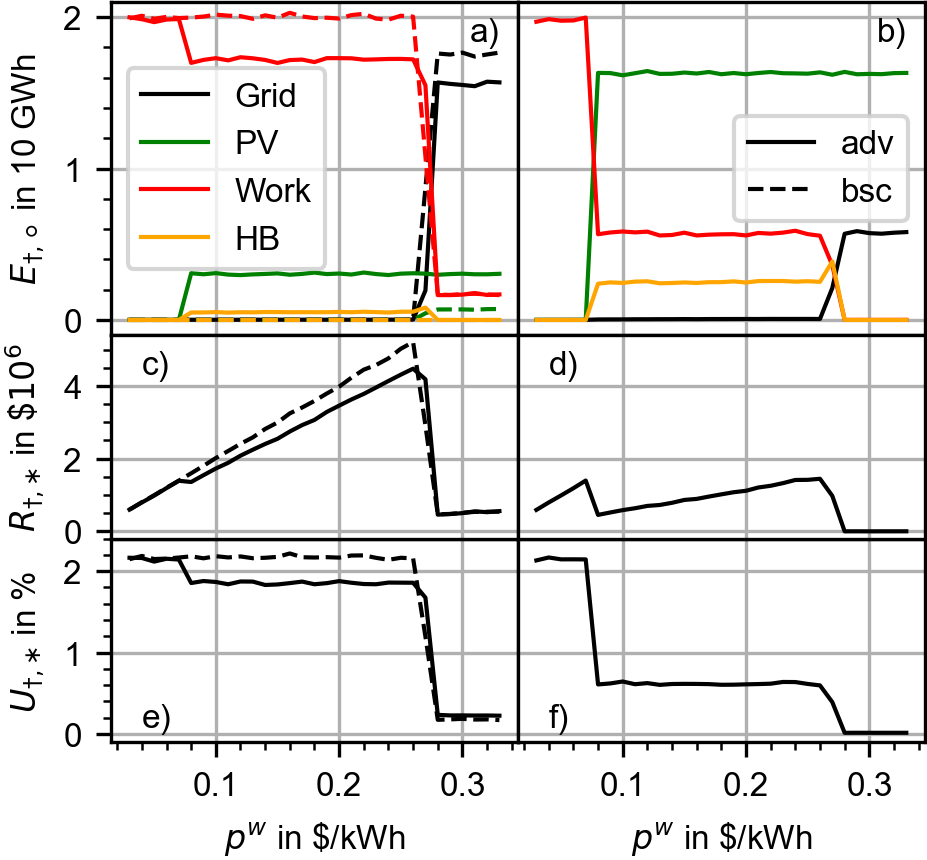 a)
b)
2
1
0
E†,∘ in 10 GWh
Grid
PV
Work
HB
adv
bsc
c)
d)
4
2
0
R†,∗ in $10⁶
e)
f)
2
1
0
U†,∗ in %
0.1 0.2 0.3
0.1 0.2 0.3
pʷ in $/kWh
pʷ in $/kWh